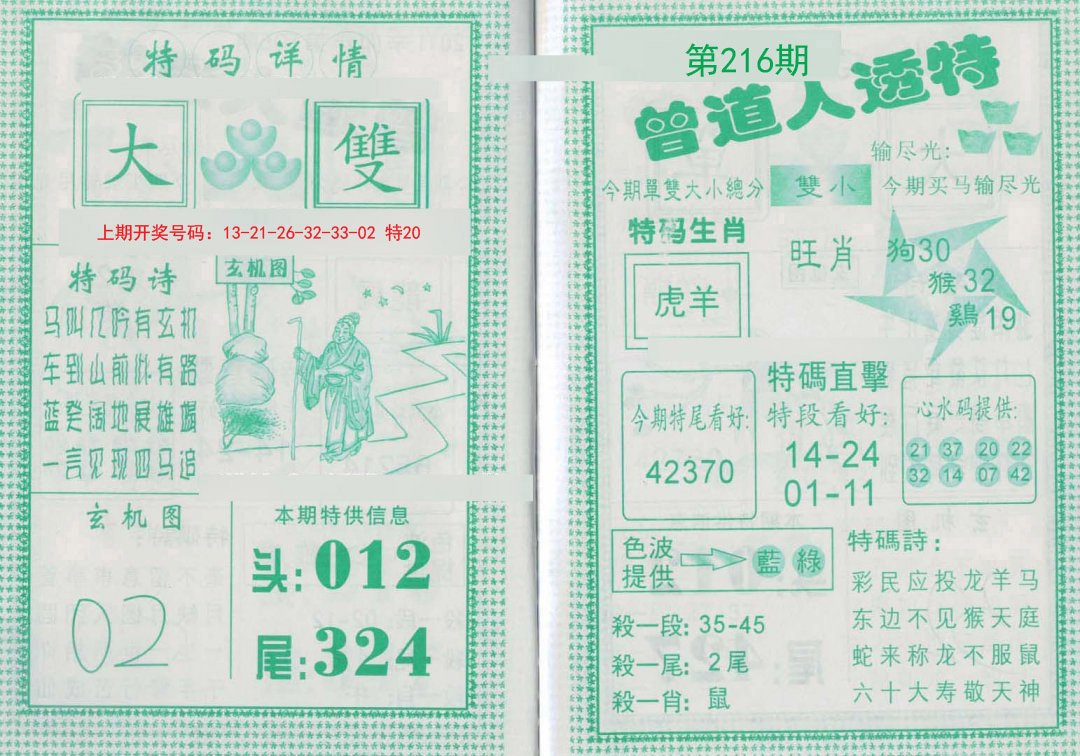 特码详情
大
雙
上期开奖号码：13-21-26-32-33-02 特20
特码诗
马叫几吟有玄机
车到山前必有路
一言见现四马追
玄机图
玄机图
02
本期特供信息
头:012
尾:324
第216期
曾道人透特
输尽光:
今期單雙大小總分
雙小
今期买马输尽光
特码生肖
虎羊
旺肖
狗30
猴32
鷄19
今期特尾看好:
42370
特碼直擊
特段看好:
14-24
01-11
心水码提供:
21 37 20 22
32 14 07 42
色波
提供
藍 綠
殺一段: 35-45
殺一尾: 2尾
殺一肖: 鼠
特碼詩:
彩民应投龙羊马
东边不见猴天庭
蛇来称龙不服鼠
六十大寿敬天神